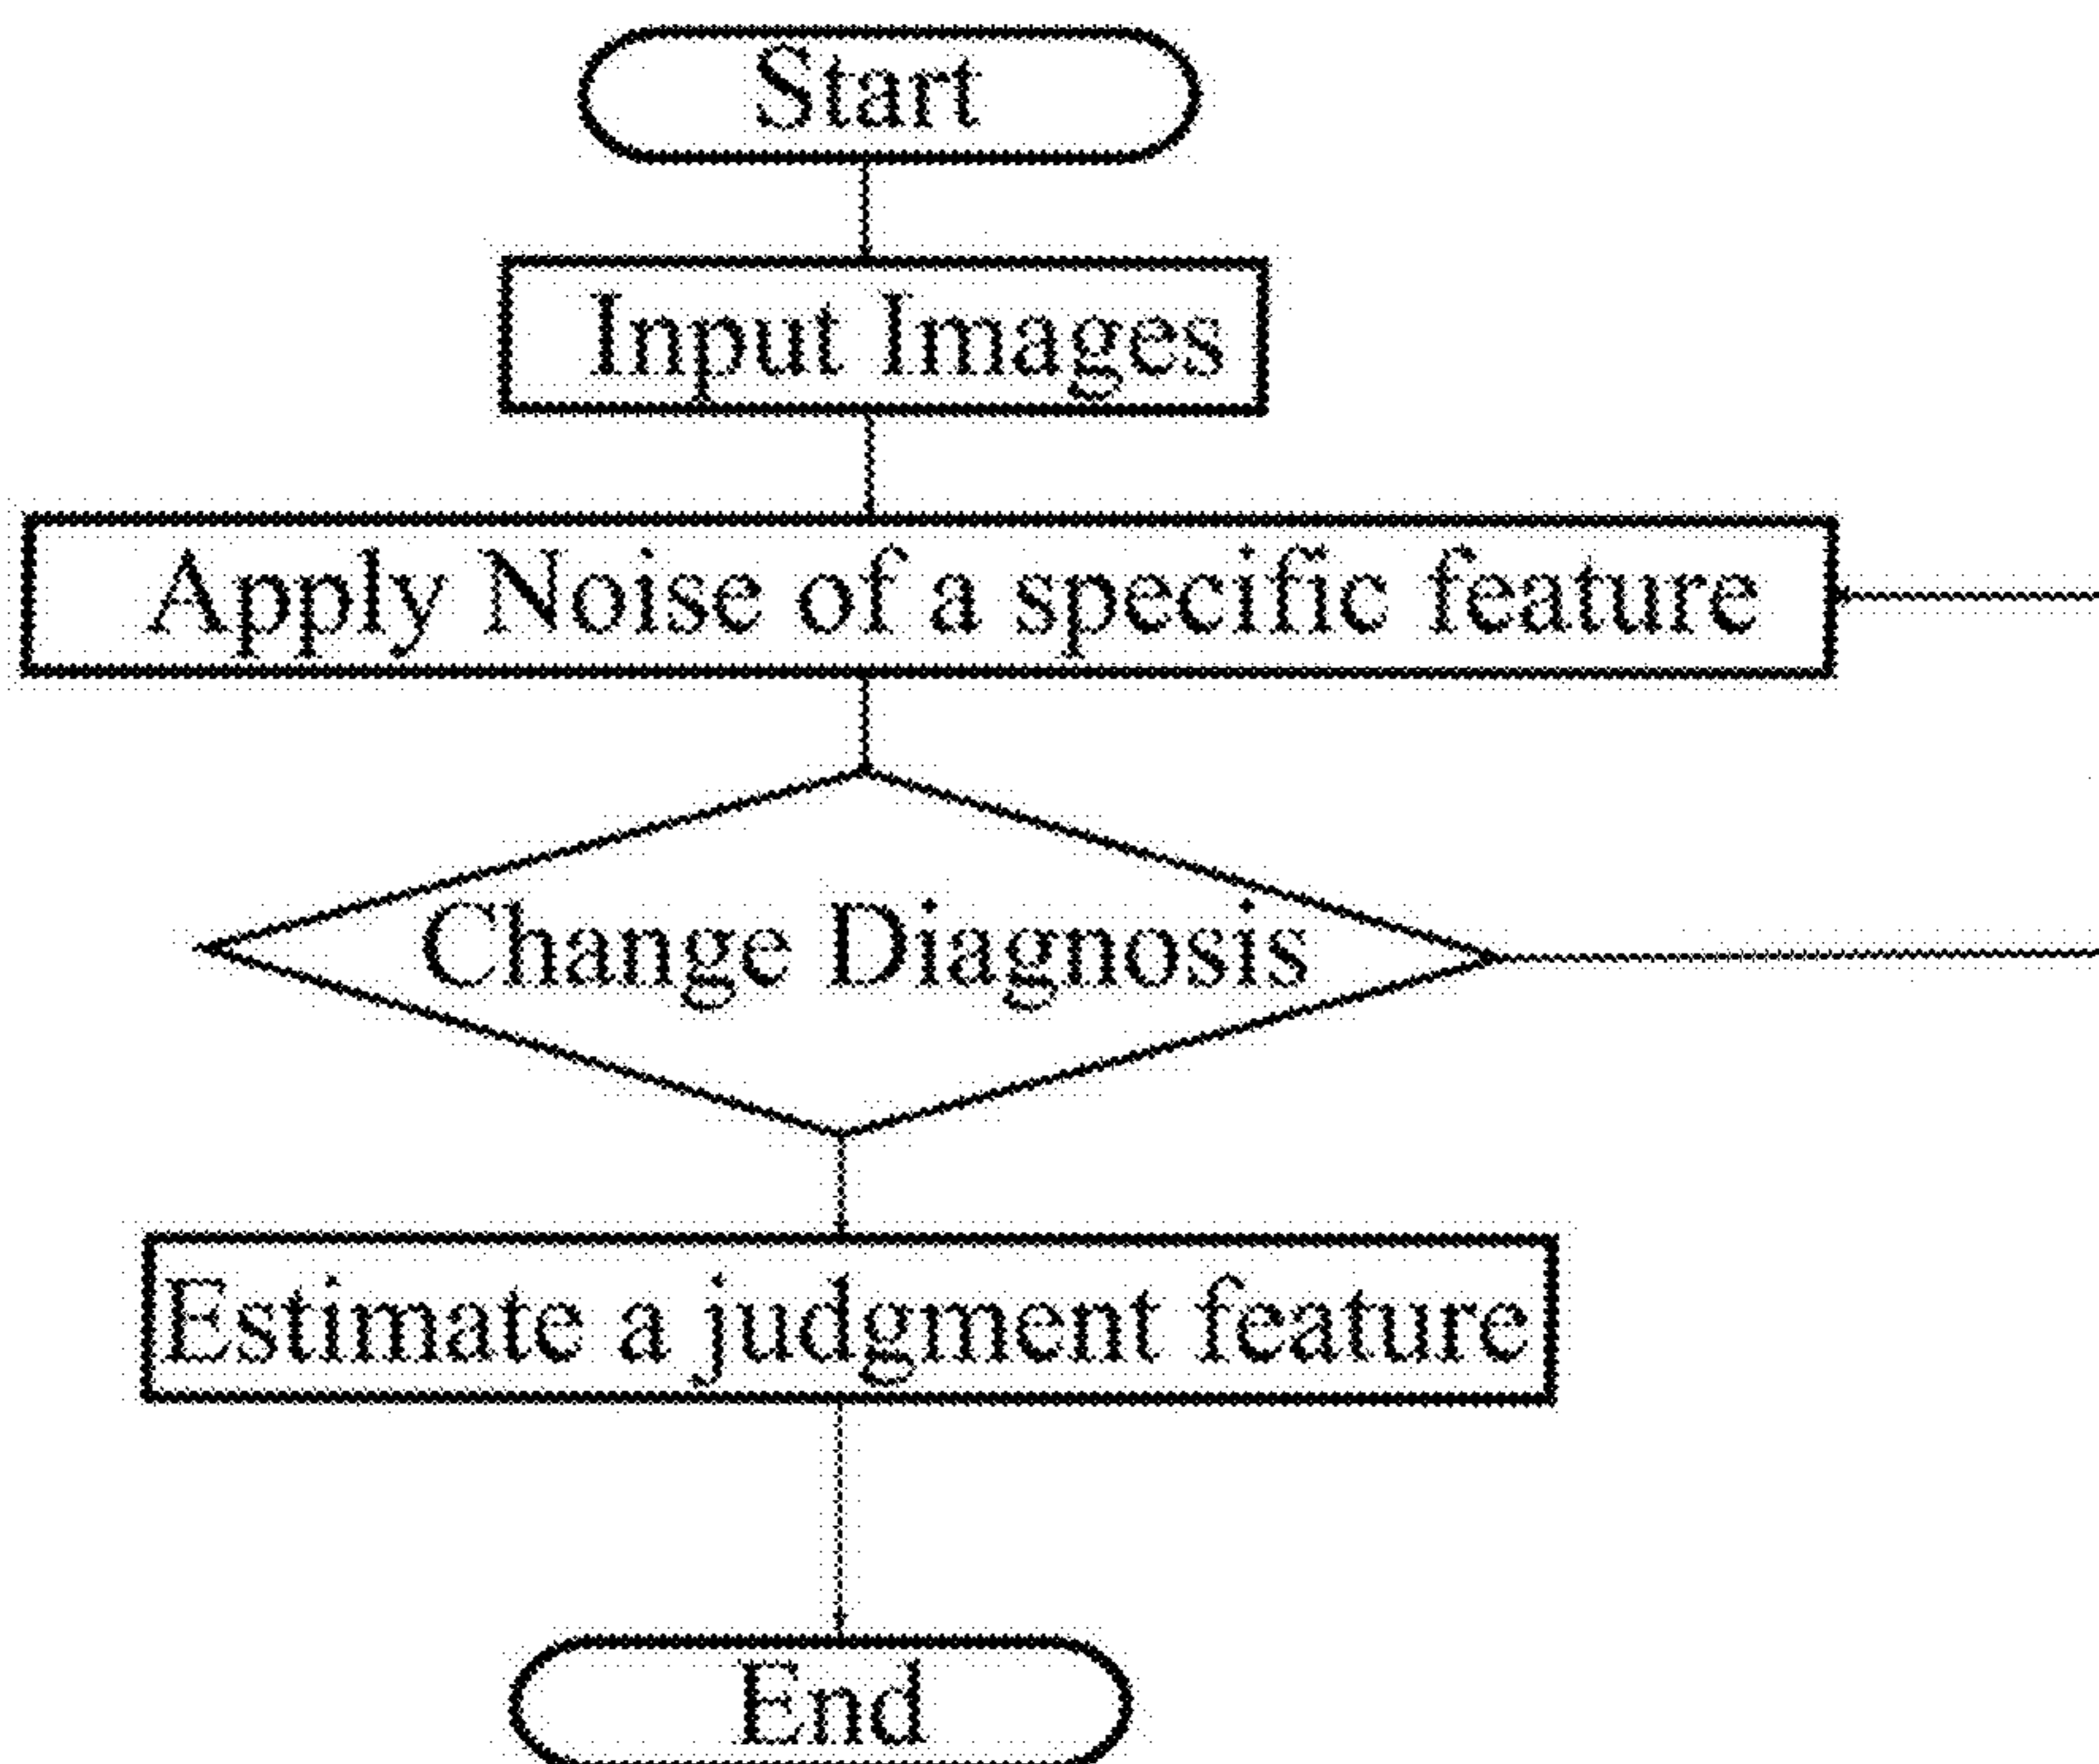 Start
Input Images
Apply Noise of a specific feature
Change Diagnosis
Estimate a judgment feature
End